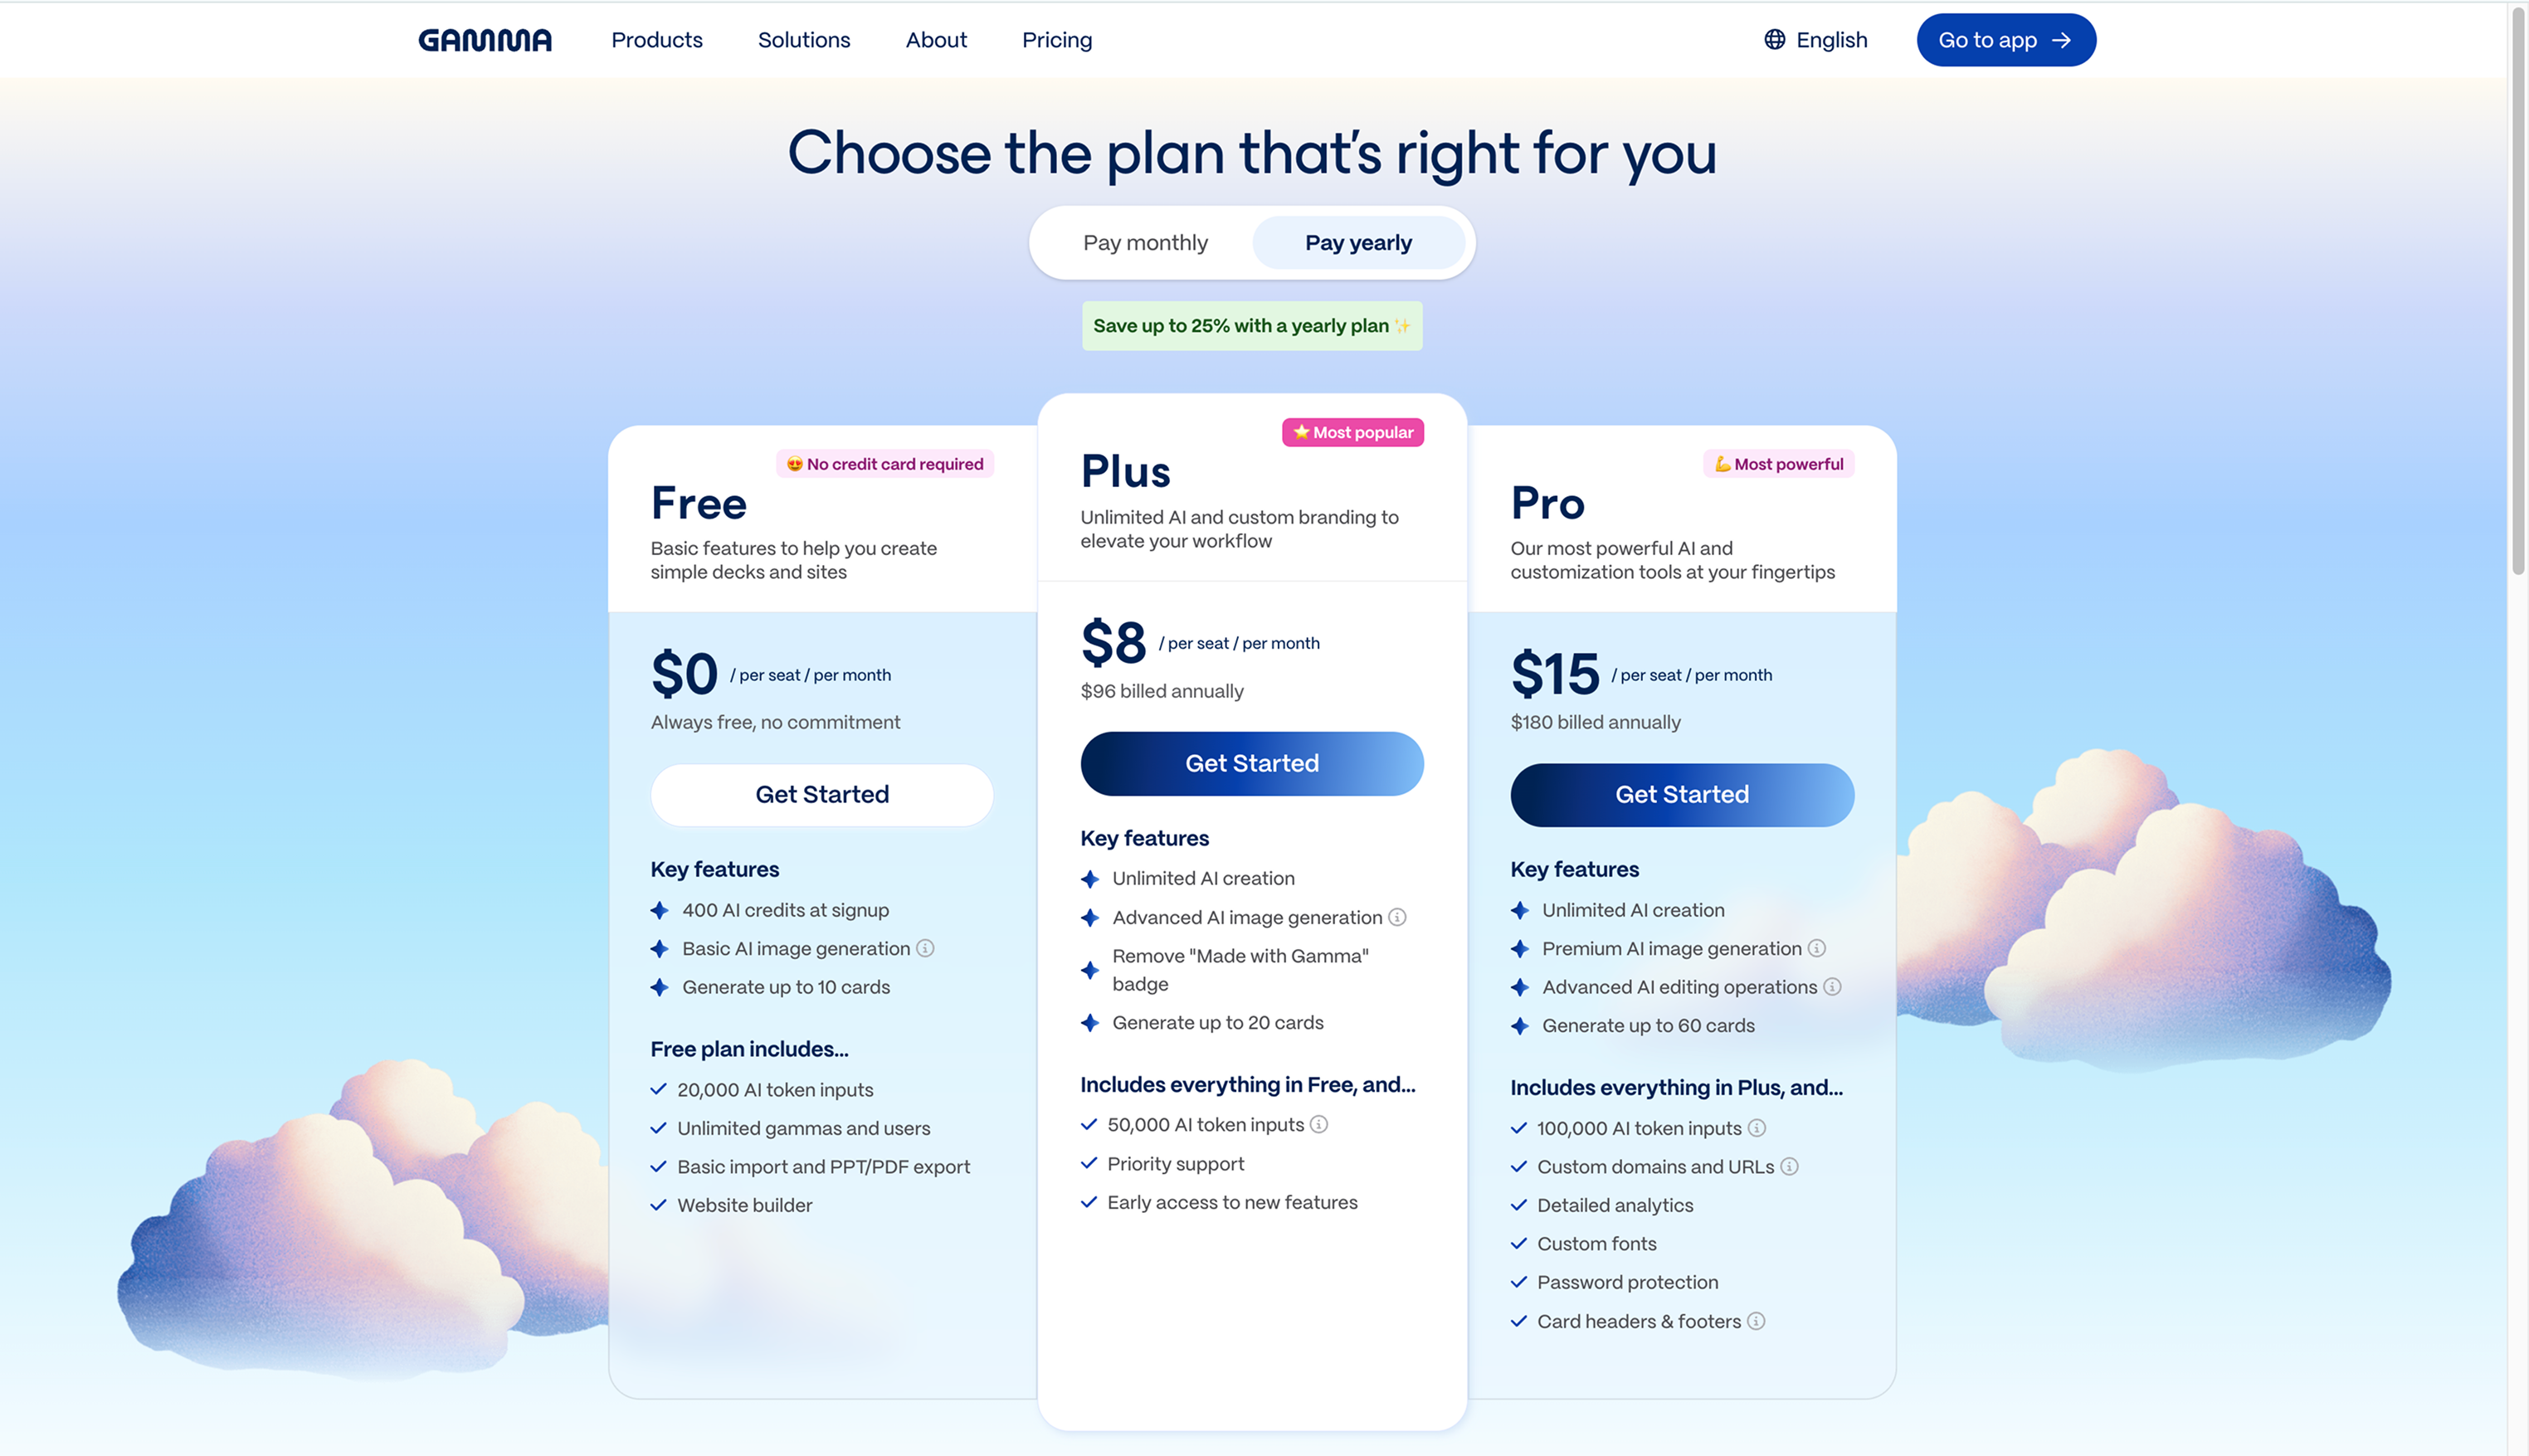 GAMMA
Products
Solutions
About
Pricing
English
Go to app →
Choose the plan that's right for you
Pay monthly
Pay yearly
Save up to 25% with a yearly plan ✨
😍 No credit card required
Free
Basic features to help you create
simple decks and sites
$0 / per seat / per month
Always free, no commitment
Get Started
Key features
400 AI credits at signup
Basic AI image generation
Generate up to 10 cards
Free plan includes...
20,000 AI token inputs
Unlimited gammas and users
Basic import and PPT/PDF export
Website builder
⭐ Most popular
Plus
Unlimited AI and custom branding to
elevate your workflow
$8 / per seat / per month
$96 billed annually
Get Started
Key features
Unlimited AI creation
Advanced AI image generation
Remove "Made with Gamma"
badge
Generate up to 20 cards
Includes everything in Free, and...
50,000 AI token inputs
Priority support
Early access to new features
💪 Most powerful
Pro
Our most powerful AI and
customization tools at your fingertips
$15 / per seat / per month
$180 billed annually
Get Started
Key features
Unlimited AI creation
Premium AI image generation
Advanced AI editing operations
Generate up to 60 cards
Includes everything in Plus, and...
100,000 AI token inputs
Custom domains and URLs
Detailed analytics
Custom fonts
Password protection
Card headers & footers